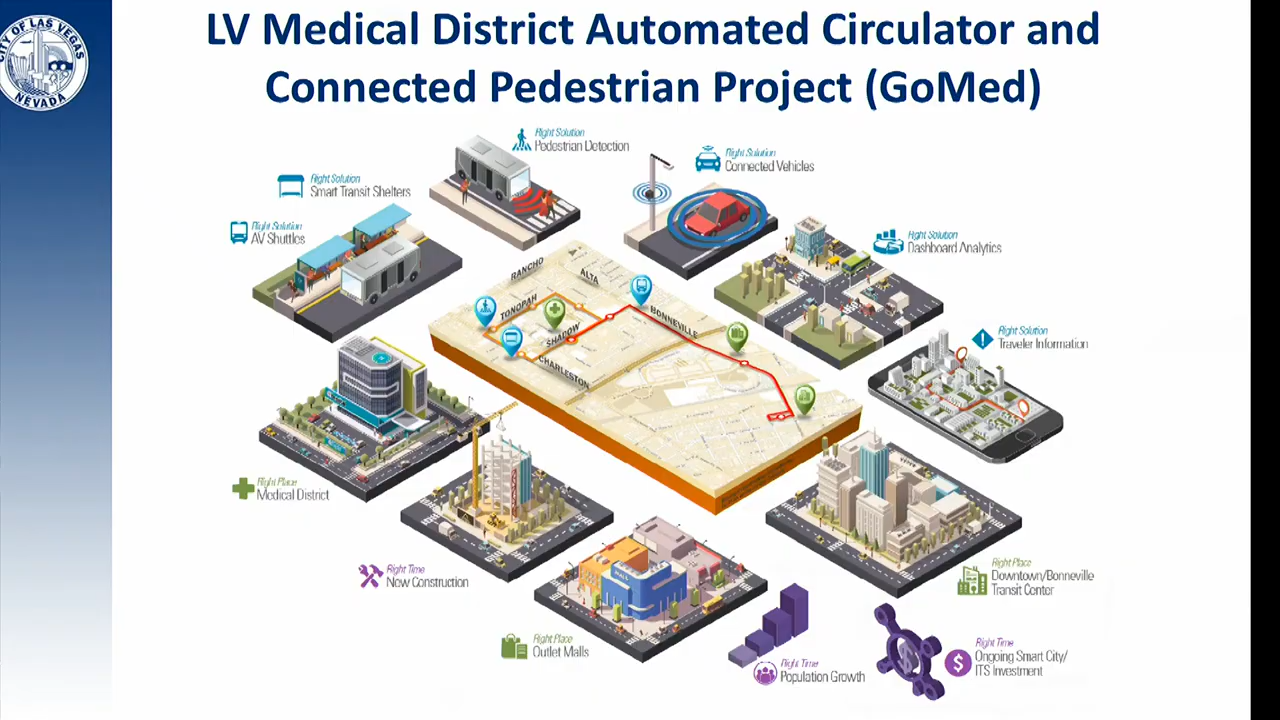 LV Medical District Automated Circulator and
Connected Pedestrian Project (GoMed)
CITY OF LAS VEGAS
NEVADA
Right Solution
Pedestrian Detection
Right Solution
Connected Vehicles
Right Solution
Smart Transit Shelters
Right Solution
AV Shuttles
Right Solution
Dashboard Analytics
RANCHO
ALTA
TONOPAH
BONNEVILLE
SHADOW
CHARLESTON
Right Solution
Traveler Information
Right Place
Medical District
MALL
Right Time
New Construction
Right Place
Downtown/Bonneville
Transit Center
Right Place
Outlet Malls
Right Time
Population Growth
$
$
Right Time
Ongoing Smart City/
ITS Investment